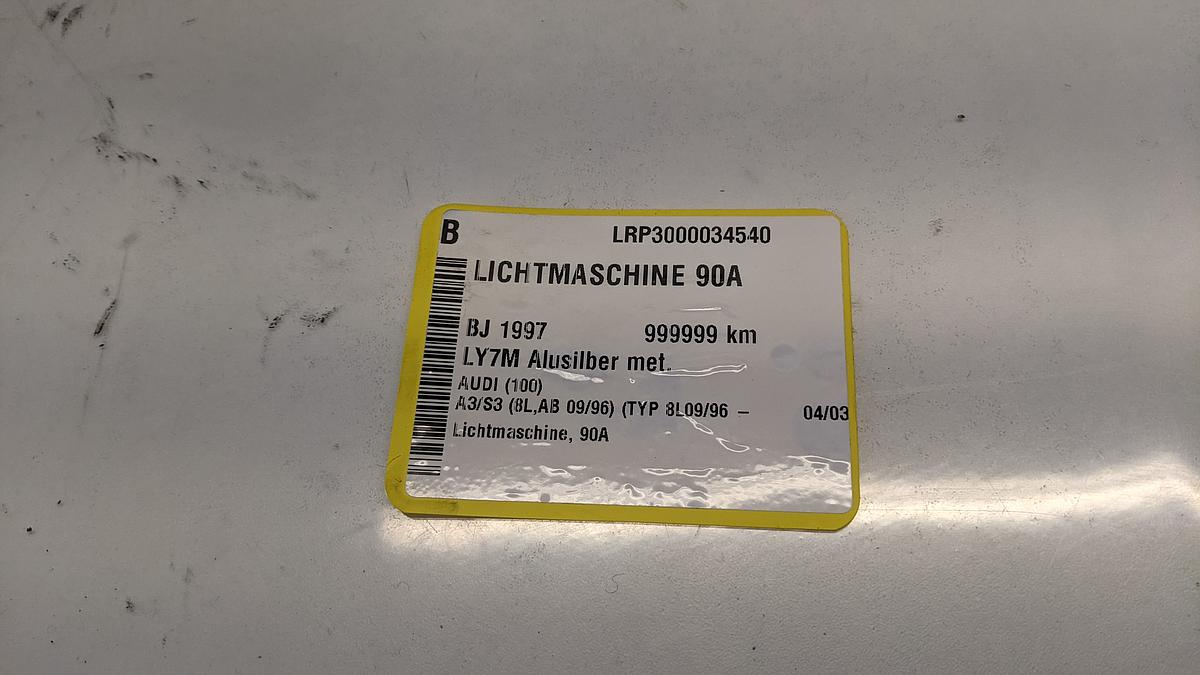 B LRP3000034540
LICHTMASCHINE 90A
BJ 1997 999999 km
LY7M Alusilber met.
AUDI (100)
A3/S3 (8L,AB 09/96) (TYP 8L09/96 – 04/03
Lichtmaschine, 90A